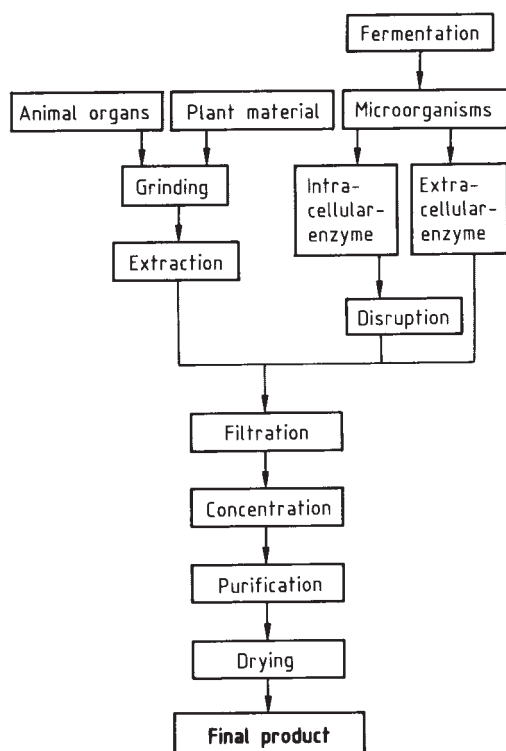 Fermentation
Animal organs
Plant material
Microorganisms
Grinding
Intra-
cellular-
enzyme
Extra-
cellular-
enzyme
Extraction
Disruption
Filtration
Concentration
Purification
Drying
Final product